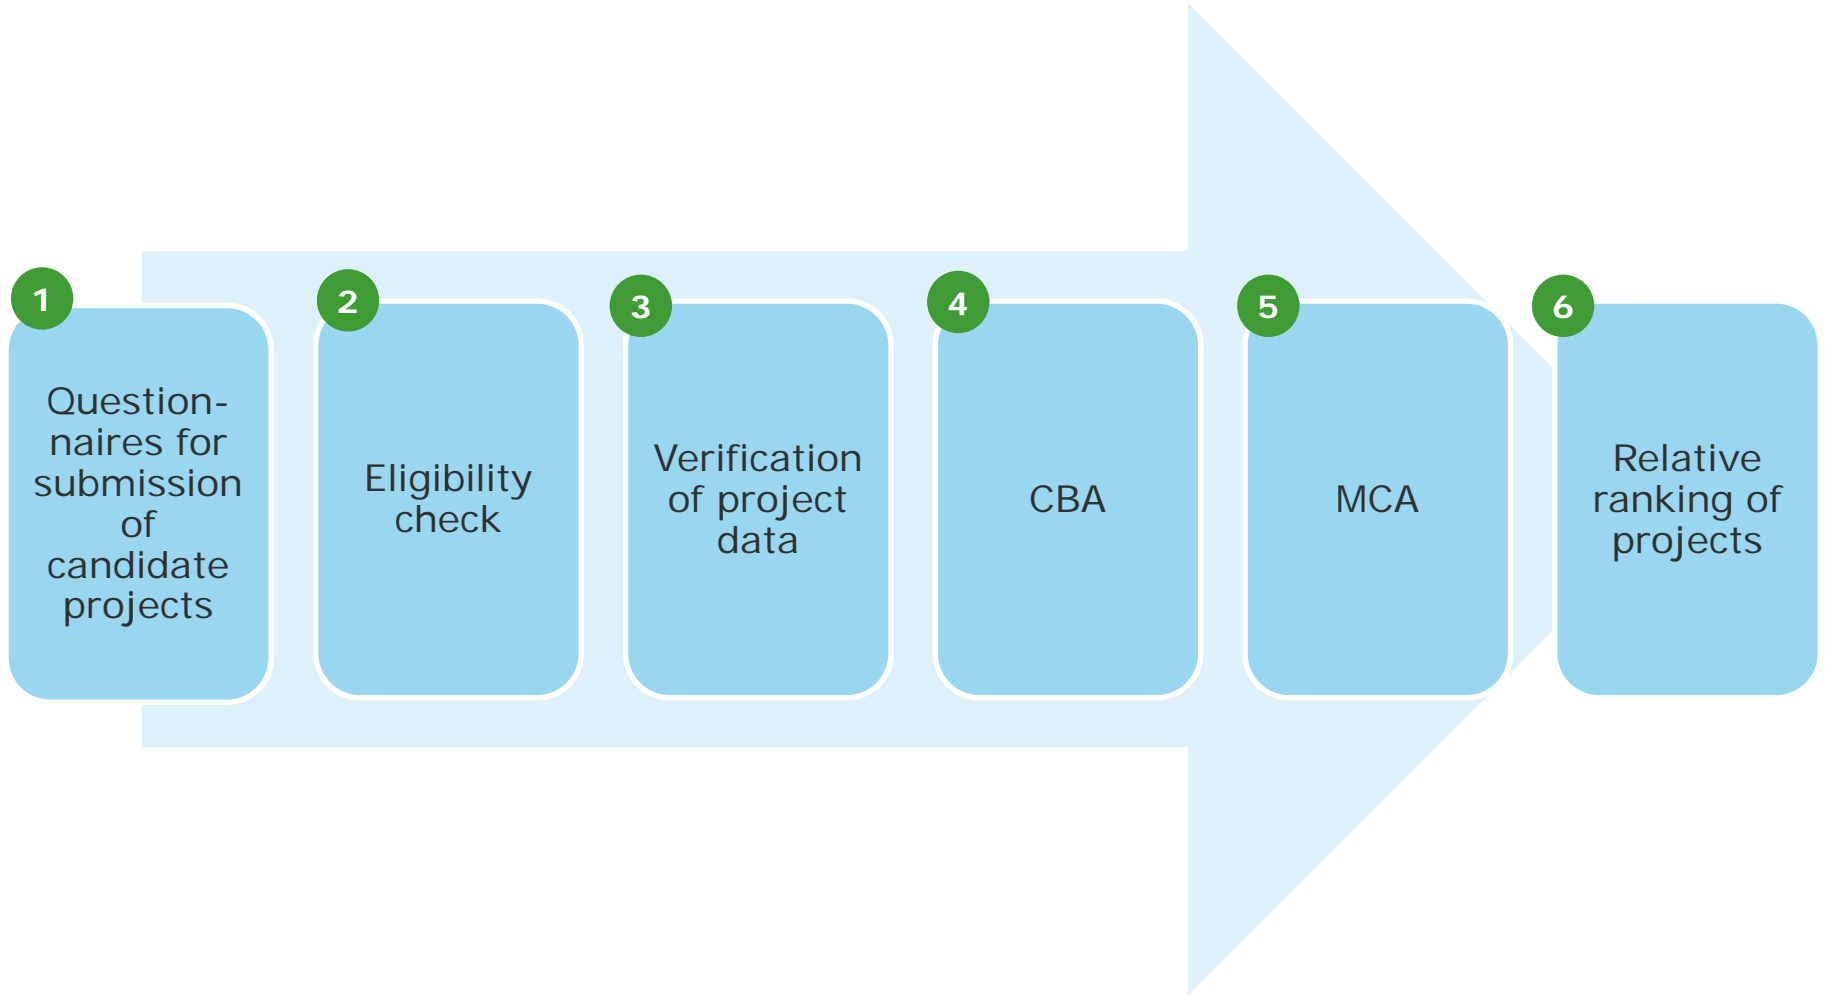 1
Question-
naires for
submission
of
candidate
projects
2
Eligibility
check
3
Verification
of project
data
4
CBA
5
MCA
6
Relative
ranking of
projects